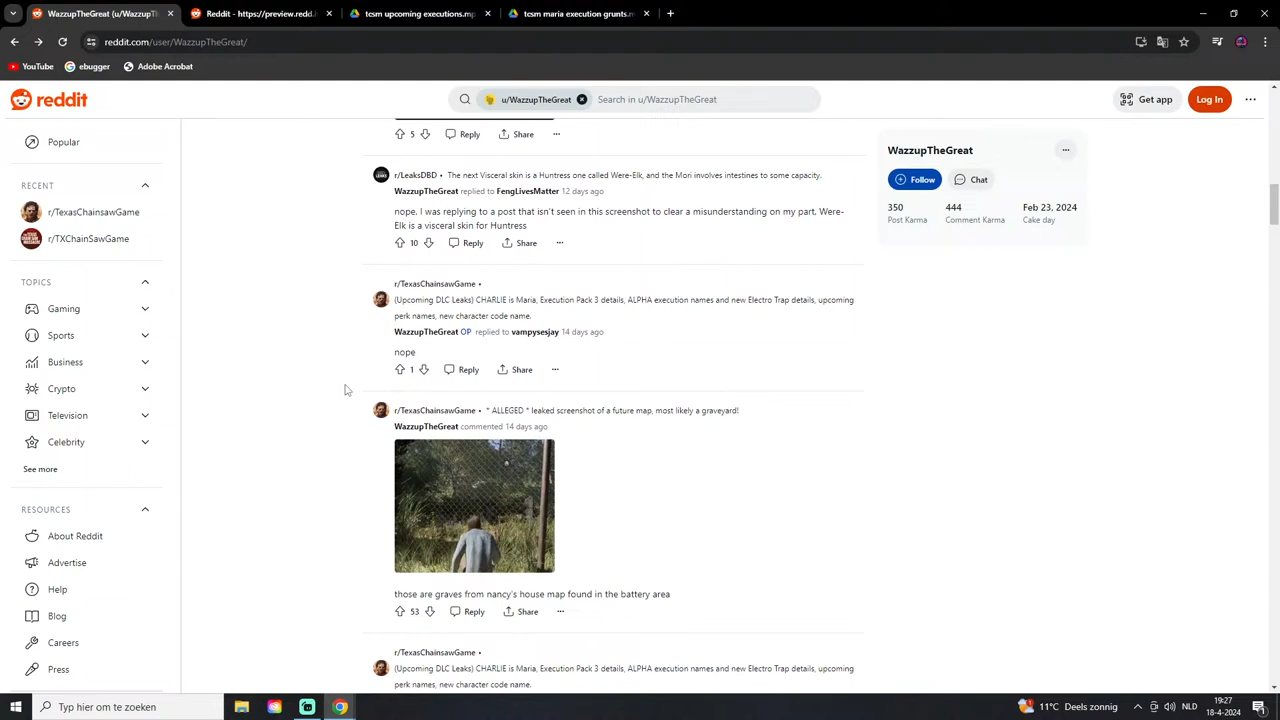 WazzupTheGreat (u/Wazzup
Reddit - https://preview.redd.
tcsm upcoming executions.mp
tcsm maria execution grunts.m
reddit.com/user/WazzupTheGreat/
YouTube
ebugger
Adobe Acrobat
reddit
u/WazzupTheGreat
Search in u/WazzupTheGreat
Get app
Log In
Popular
RECENT
r/TexasChainsawGame
r/TXChainSawGame
TOPICS
Gaming
Sports
Business
Crypto
Television
Celebrity
See more
RESOURCES
About Reddit
Advertise
Help
Blog
Careers
Press
5 Reply Share
r/LeaksDBD • The next Visceral skin is a Huntress one called Were-Elk, and the Mori involves intestines to some capacity.
WazzupTheGreat replied to FengLivesMatter 12 days ago
nope, I was replying to a post that isn't seen in this screenshot to clear a misunderstanding on my part, Were-
Elk is a visceral skin for Huntress
10 Reply Share
r/TexasChainsawGame •
(Upcoming DLC Leaks) CHARLIE is Maria, Execution Pack 3 details, ALPHA execution names and new Electro Trap details, upcoming
perk names, new character code name.
WazzupTheGreat OP replied to vampysesjay 14 days ago
nope
1 Reply Share
r/TexasChainsawGame • * ALLEGED * leaked screenshot of a future map, most likely a graveyard!
WazzupTheGreat commented 14 days ago
those are graves from nancy's house map found in the battery area
53 Reply Share
r/TexasChainsawGame •
(Upcoming DLC Leaks) CHARLIE is Maria, Execution Pack 3 details, ALPHA execution names and new Electro Trap details, upcoming
perk names, new character code name.
WazzupTheGreat
Follow
Chat
350 444 Feb 23, 2024
Post Karma Comment Karma Cake day
Typ hier om te zoeken
11°C Deels zonnig
NLD
19:27
18-4-2024